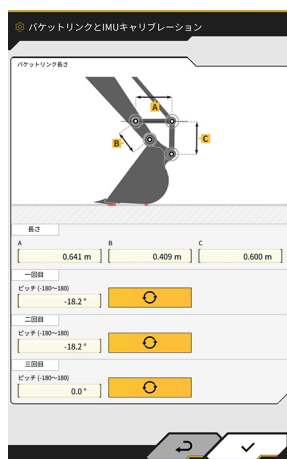 バケットリンクとIMUキャリブレーション
バケットリンク長さ
A
B
C
長さ
A B C
0.641 m 0.409 m 0.600 m
一回目
ピッチ (-180~180)
-18.2 °
二回目
ピッチ (-180~180)
-18.2 °
三回目
ピッチ (-180~180)
0.0 °